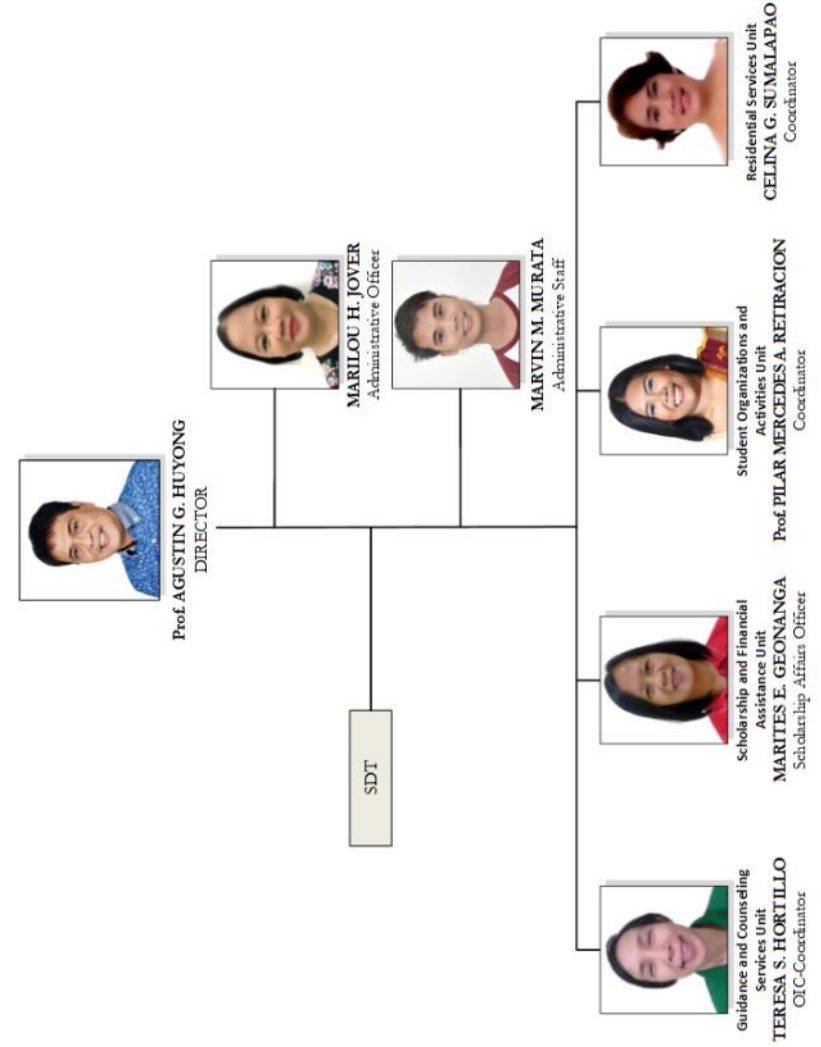 Prof. AGUSTIN G. HUYONG
DIRECTOR
MARILOU H. JOVER
Administrative Officer
SDT
MARVIN M. MURATA
Administrative Staff
Guidance and Counseling
Services Unit
TERESA S. HORTILLO
OIC-Coordinator
Scholarship and Financial
Assistance Unit
MARITES E. GEONANGA
Scholarship Affairs Officer
Student Organizations and
Activities Unit
Prof. PILAR MERCEDES A. RETIRACION
Coordinator
Residential Services Unit
CELINA G. SUMALAPAO
Coordinator